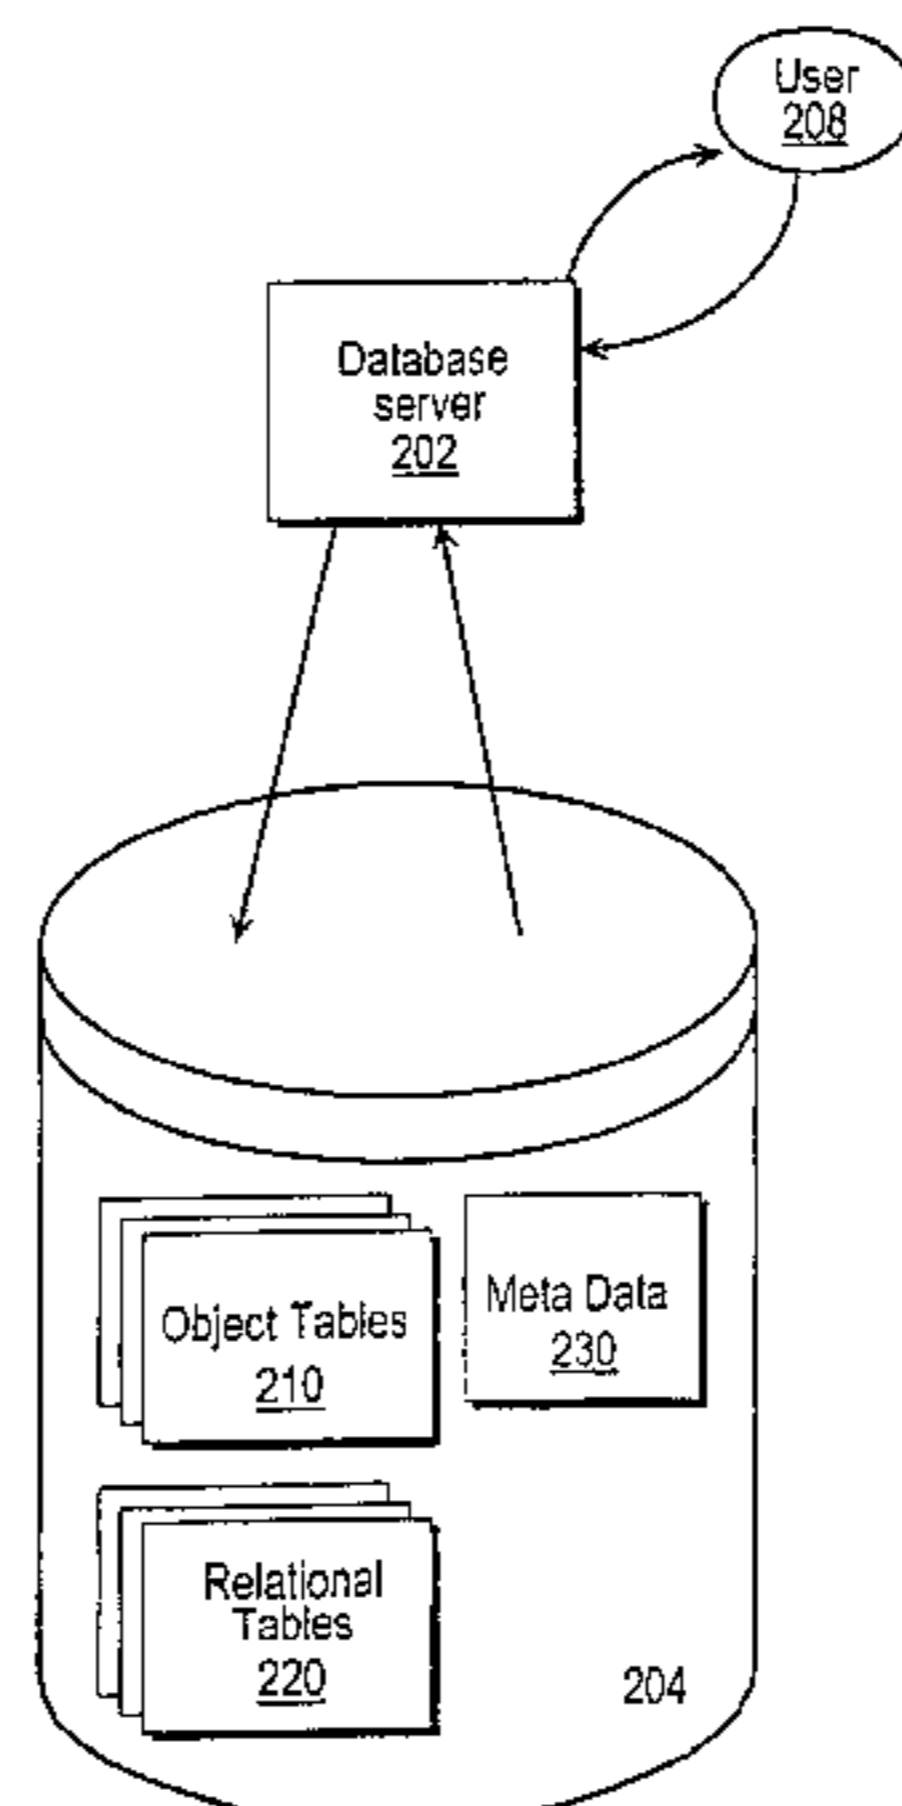 User
208
Database
server
202
Object Tables
210
Meta Data
230
Relational
Tables
220
204